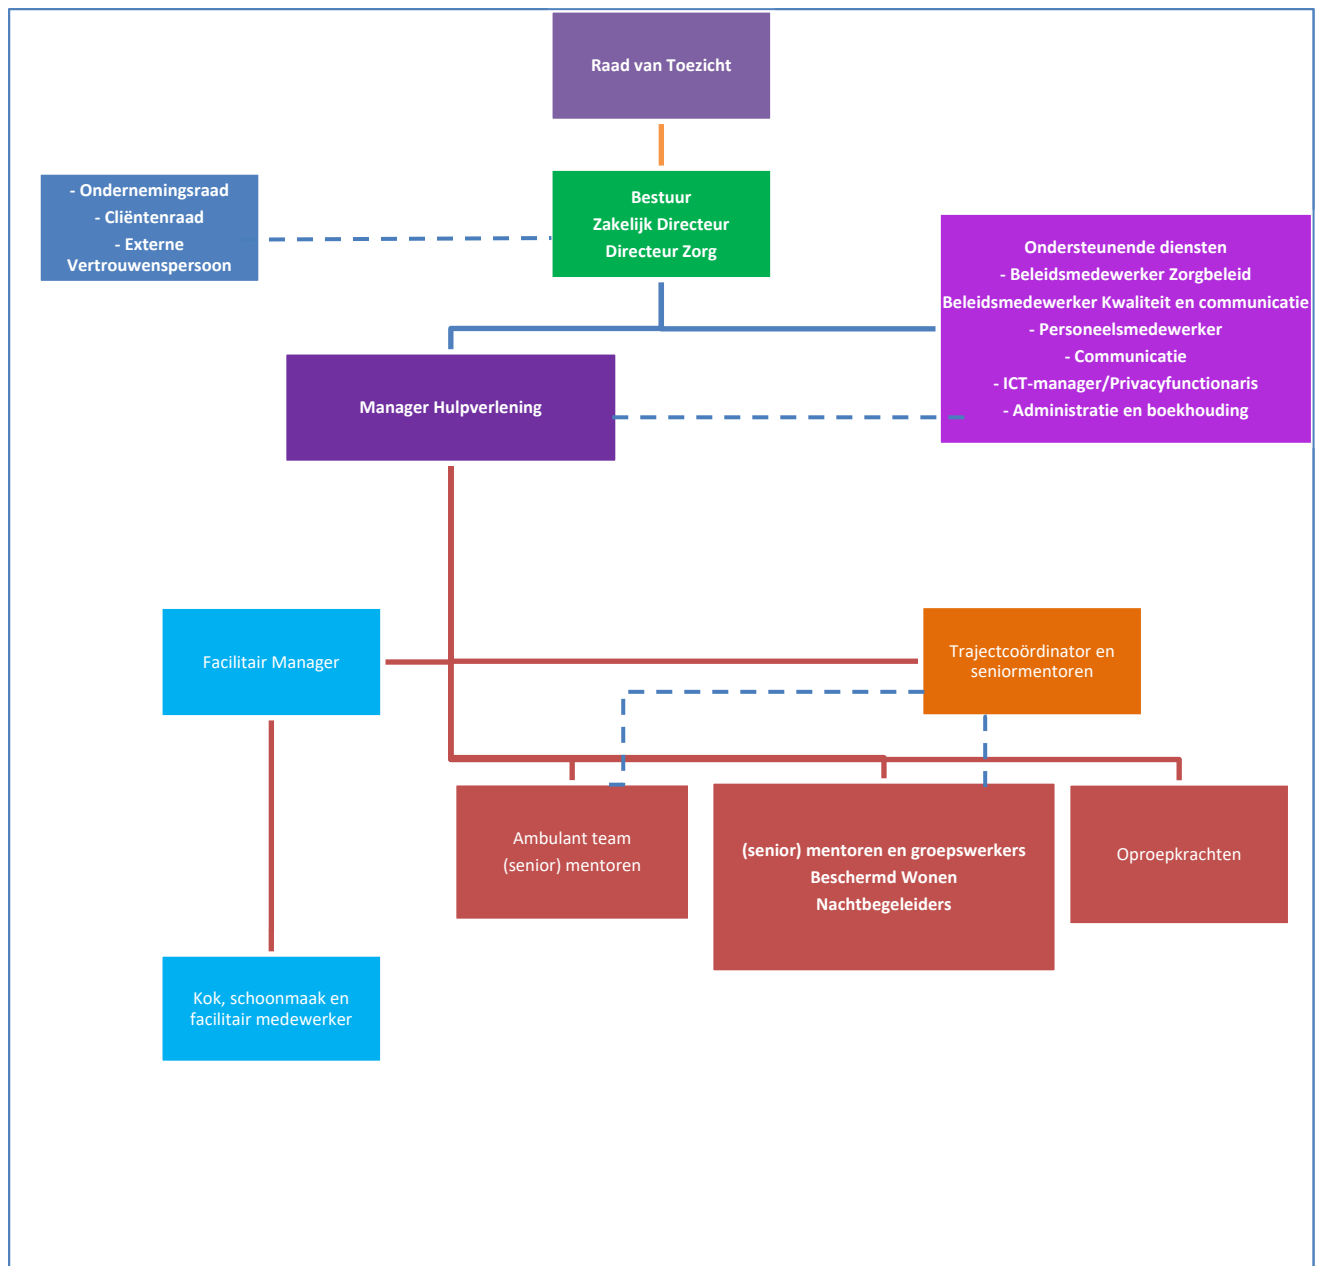 Raad van Toezicht
- Ondernemingsraad
- Cliëntenraad
- Externe
Vertrouwenspersoon
Bestuur
Zakelijk Directeur
Directeur Zorg
Ondersteunende diensten
- Beleidsmedewerker Zorgbeleid
Beleidsmedewerker Kwaliteit en communicatie
- Personeelsmedewerker
- Communicatie
- ICT-manager/Privacyfunctionaris
- Administratie en boekhouding
Manager Hulpverlening
Facilitair Manager
Trajectcoördinator en
seniormentoren
Ambulant team
(senior) mentoren
(senior) mentoren en groepswerkers
Beschermd Wonen
Nachtbegeleiders
Oproepkrachten
Kok, schoonmaak en
facilitair medewerker